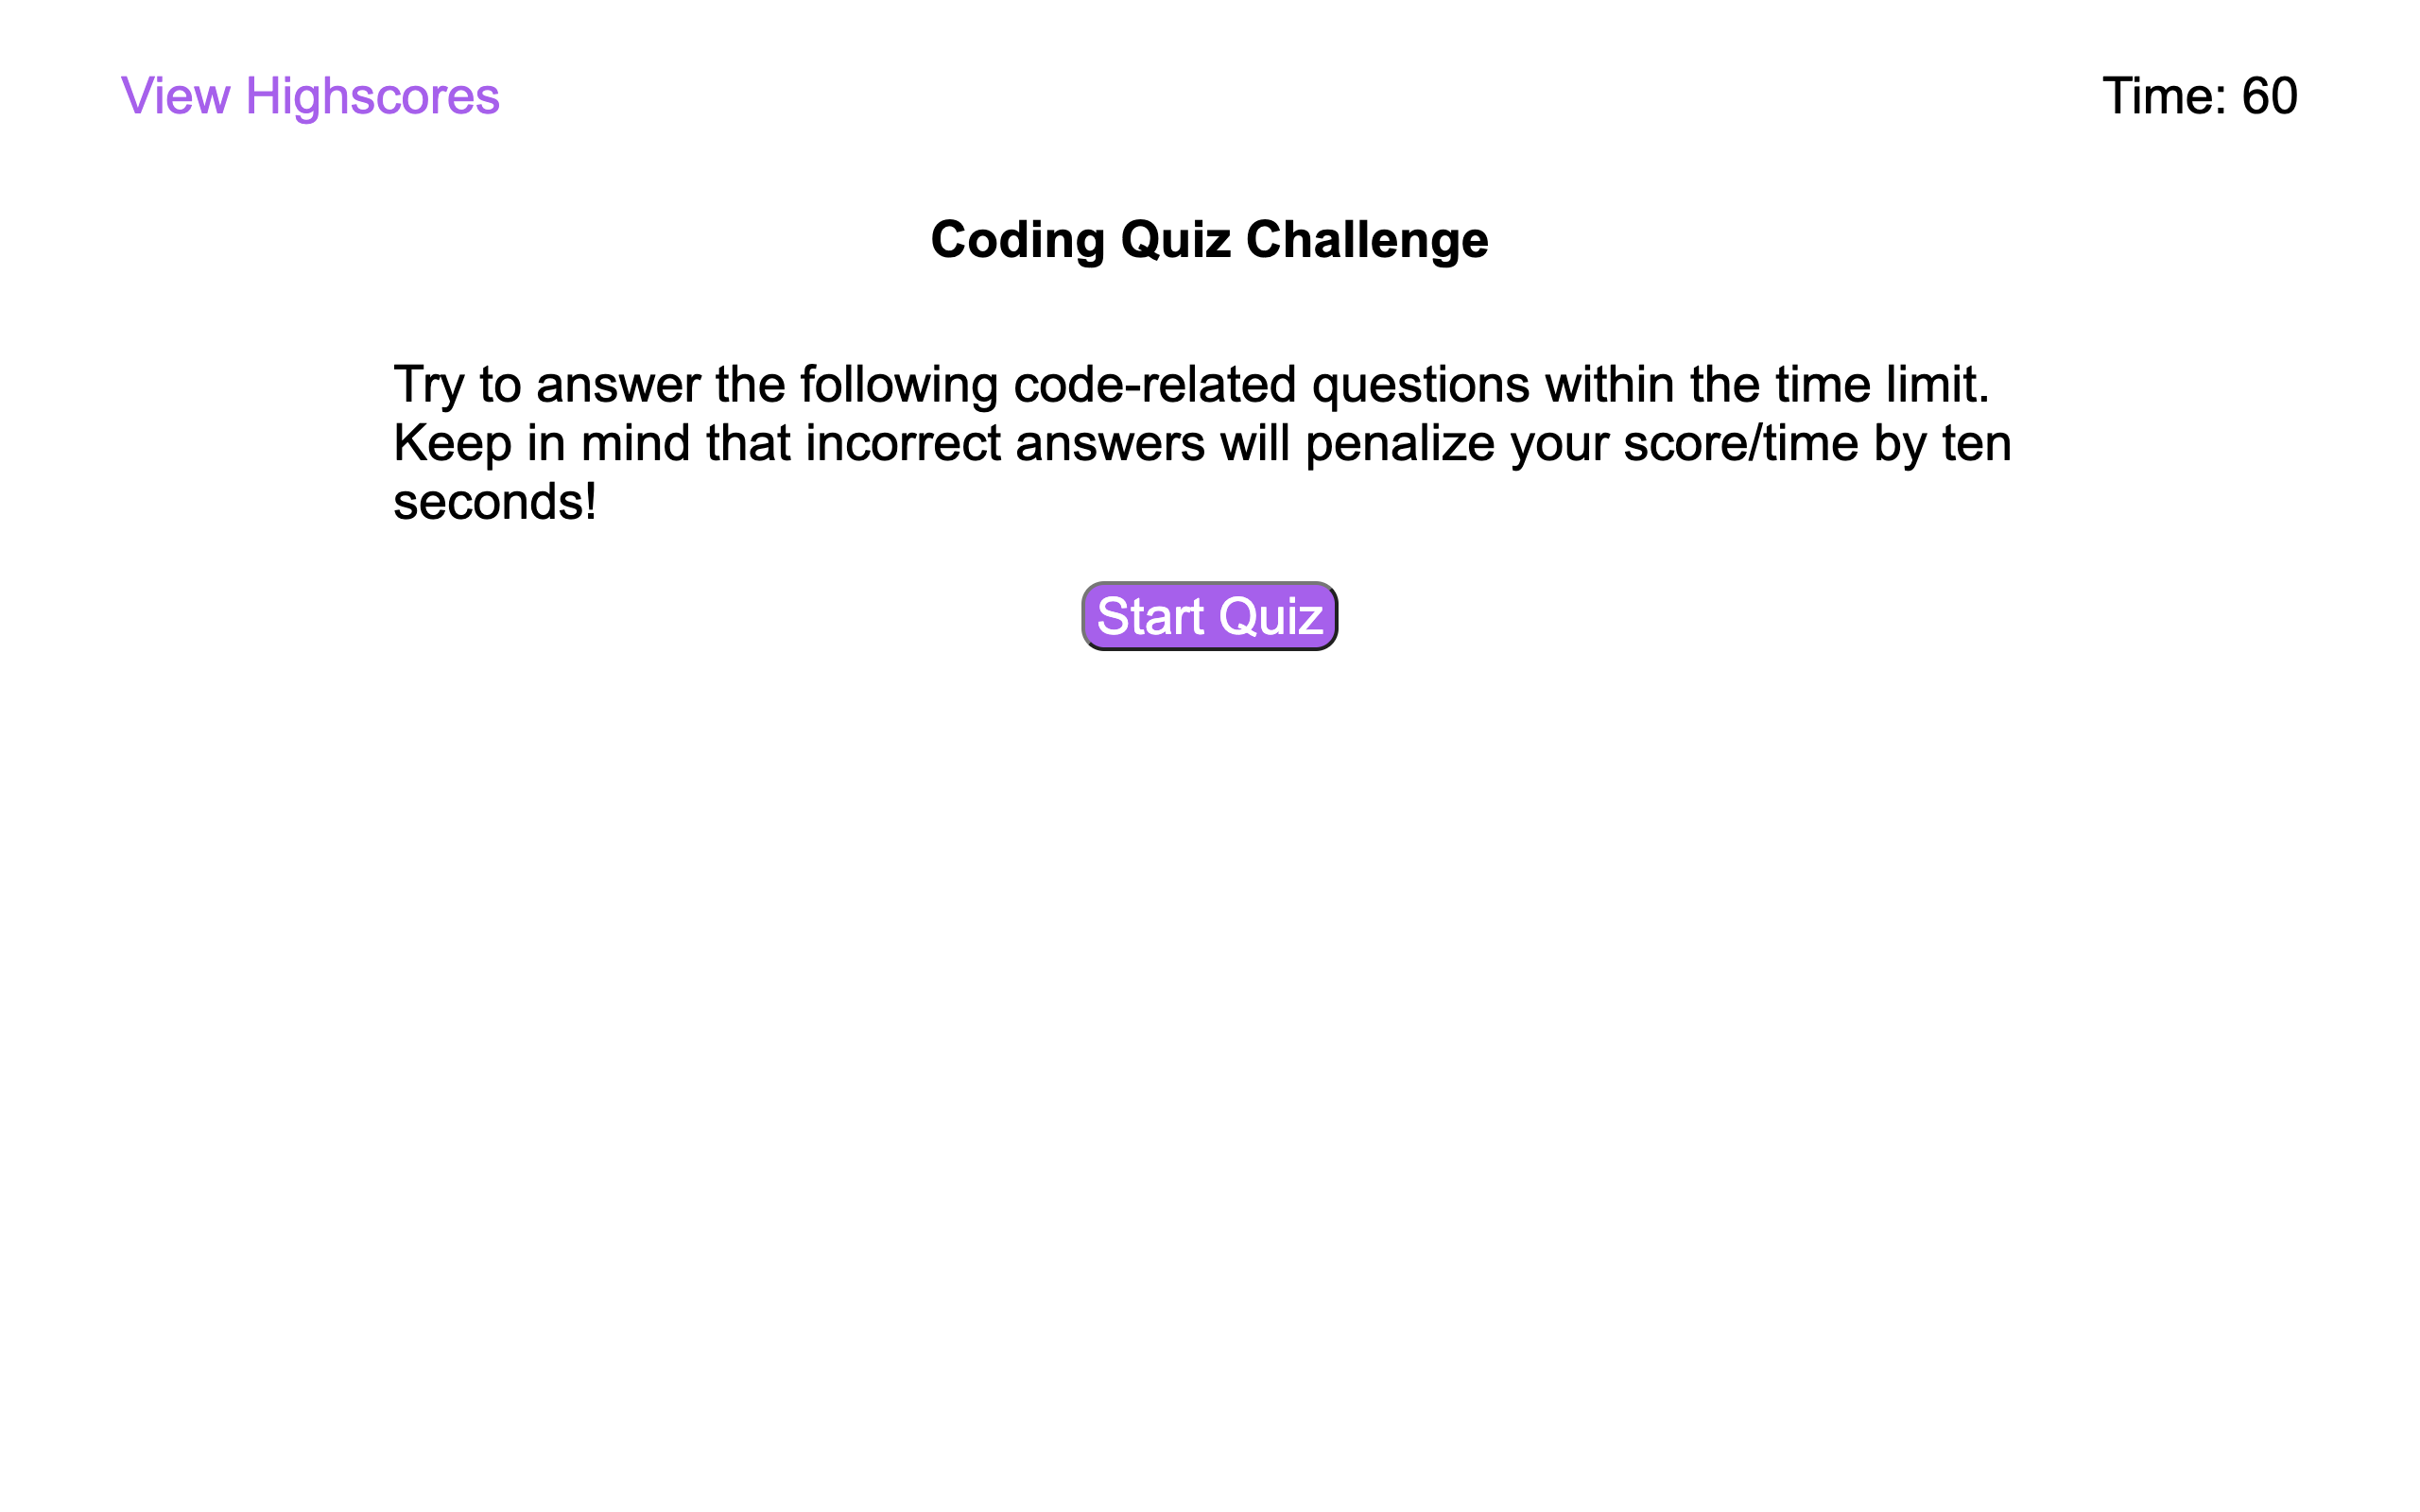 View Highscores
Time: 60
Coding Quiz Challenge
Try to answer the following code-related questions within the time limit.
Keep in mind that incorrect answers will penalize your score/time by ten
seconds!
Start Quiz